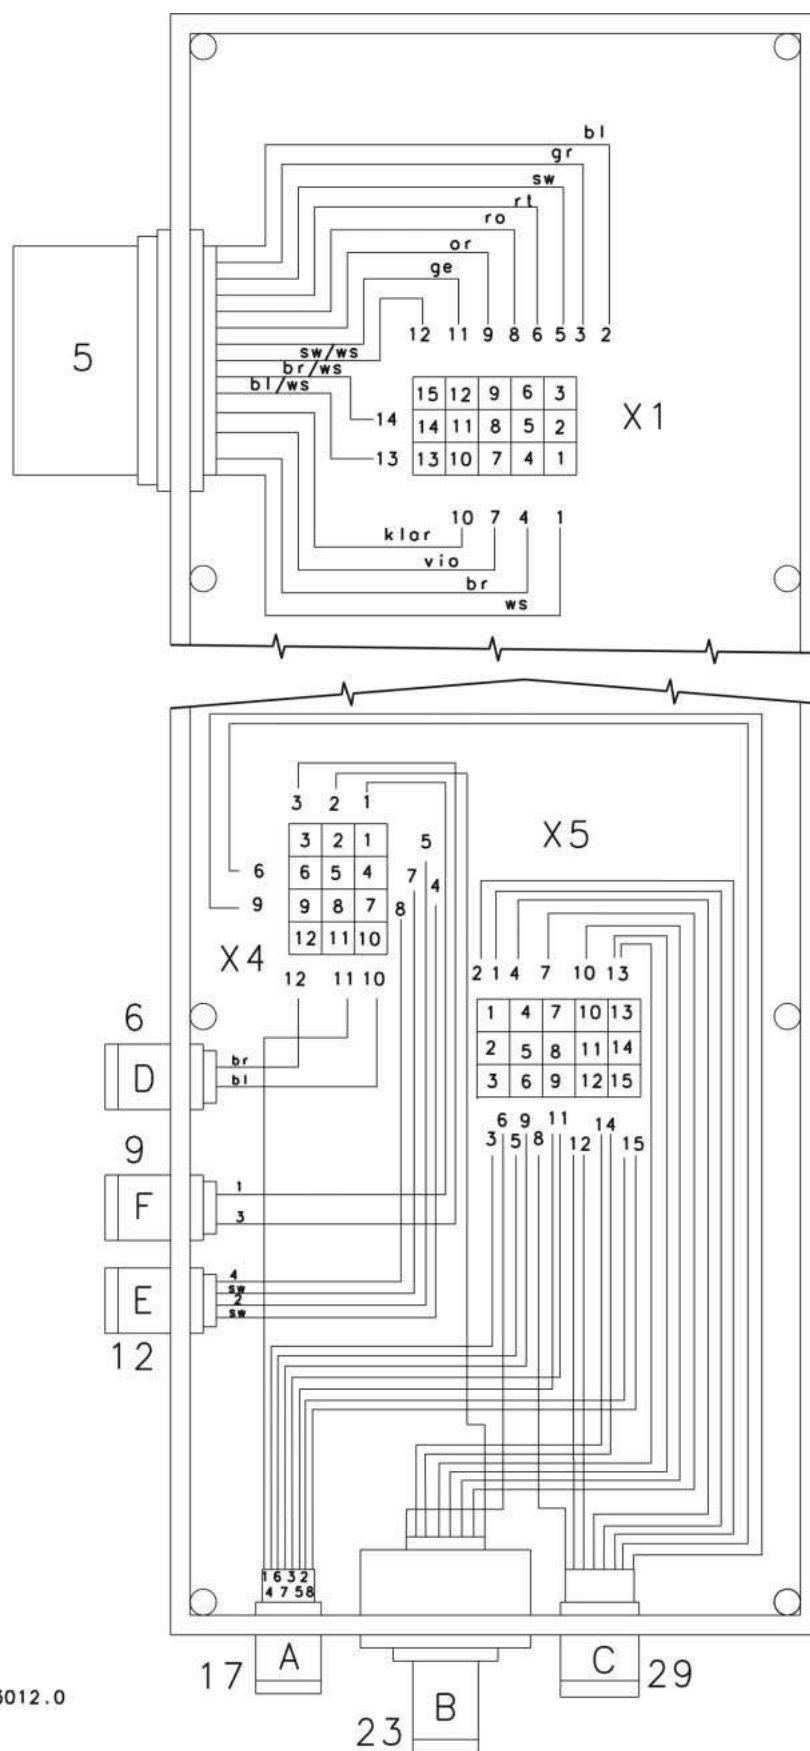 bl
gr
sw
rt
ro
or
ge
5
12 11 9 8 6 5 3 2
sw/ws
br/ws
bl/ws
15 12 9 6 3
X1
14
14 11 8 5 2
13
13 10 7 4 1
10 7 4 1
klar
vio
br
ws
3 2 1
X5
5
3 2 1
6
6 5 4
7
4
9
9 8 7
8
12 11 10
X4
2 1 4 7 10 13
12 11 10
6
1 4 7 10 13
br
D
2 5 8 11 14
bl
3 6 9 12 15
6 9 11 14
3 5 8 12 15
9
1
F
3
4
E
sw
2
sw
12
1 6 3 2
4 7 5 8
A
C
17
29
3012.0
B
23